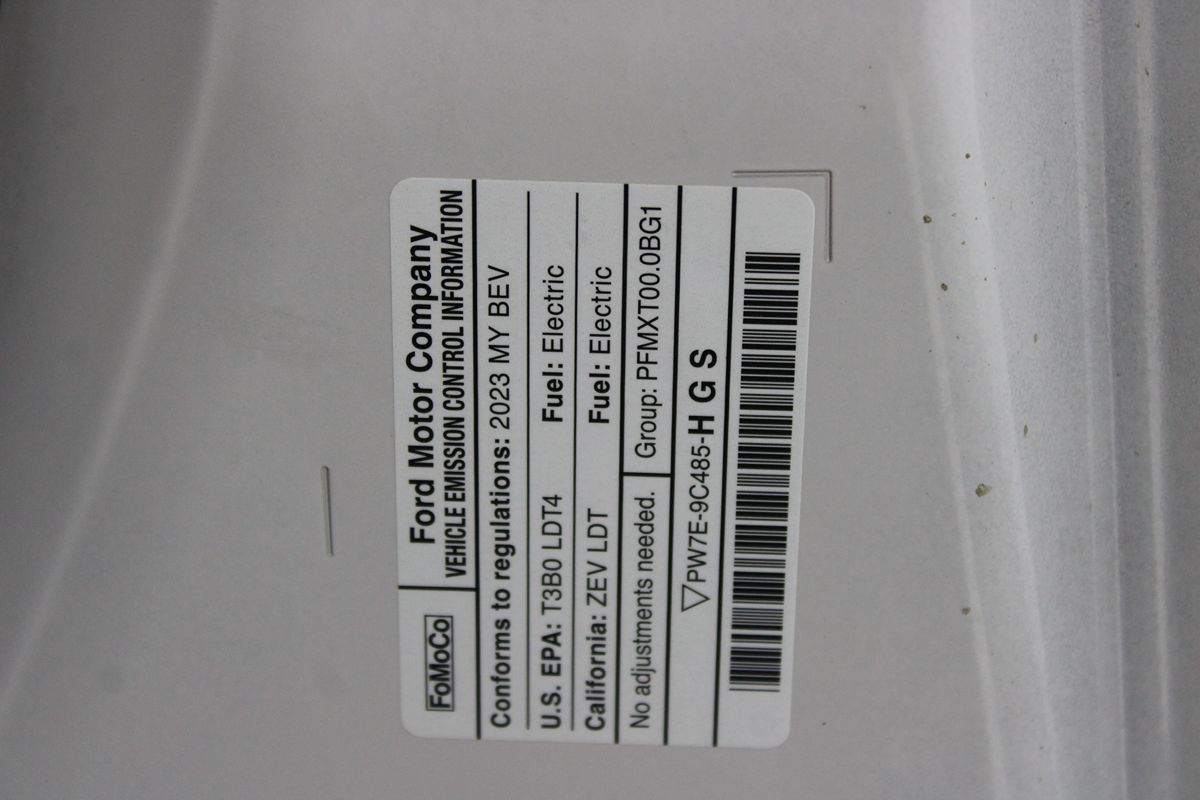 FoMoCo
Ford Motor Company
VEHICLE EMISSION CONTROL INFORMATION
Conforms to regulations: 2023 MY BEV
U.S. EPA: T3B0 LDT4 Fuel: Electric
California: ZEV LDT Fuel: Electric
No adjustments needed. Group: PFMXT00.0BG1
▽PW7E-9C485-H G S